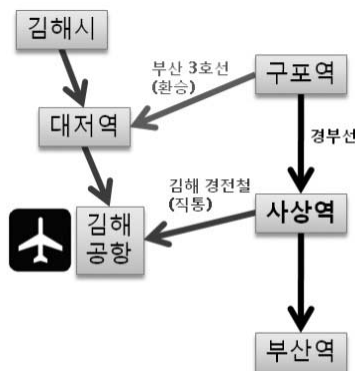 김해시
부산 3호선
(환승)
구포역
대저역
경부선
김해 경전철
(직통)
사상역
김해
공항
부산역